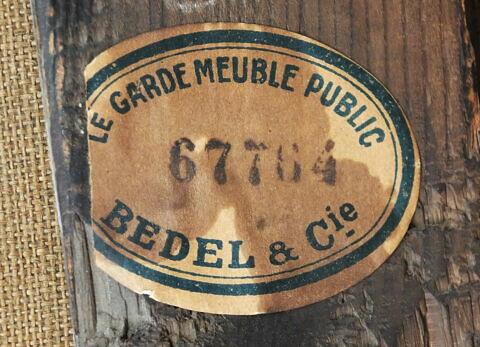 LE GARDE MEUBLE PUBLIC
67764
BEDEL & Cie